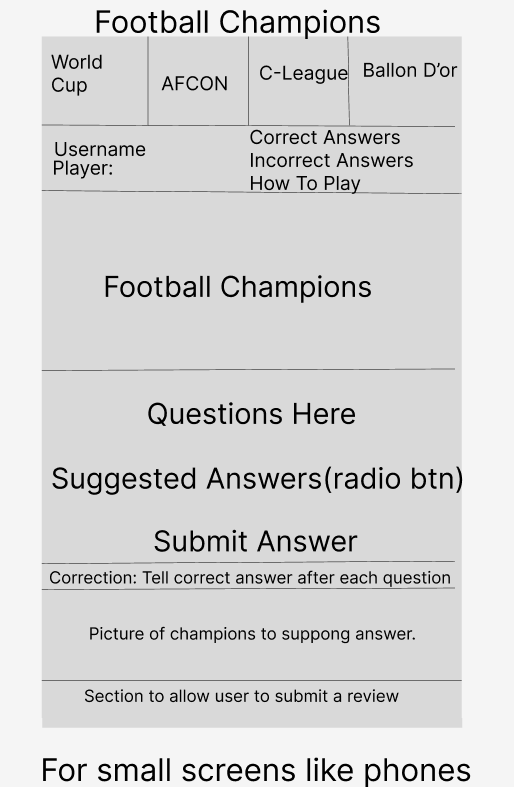 Football Champions
World
Cup
AFCON
C-League
Ballon D’or
Username
Player:
Correct Answers
Incorrect Answers
How To Play
Football Champions
Questions Here
Suggested Answers(radio btn)
Submit Answer
Correction: Tell correct answer after each question
Picture of champions to suppong answer.
Section to allow user to submit a review
For small screens like phones